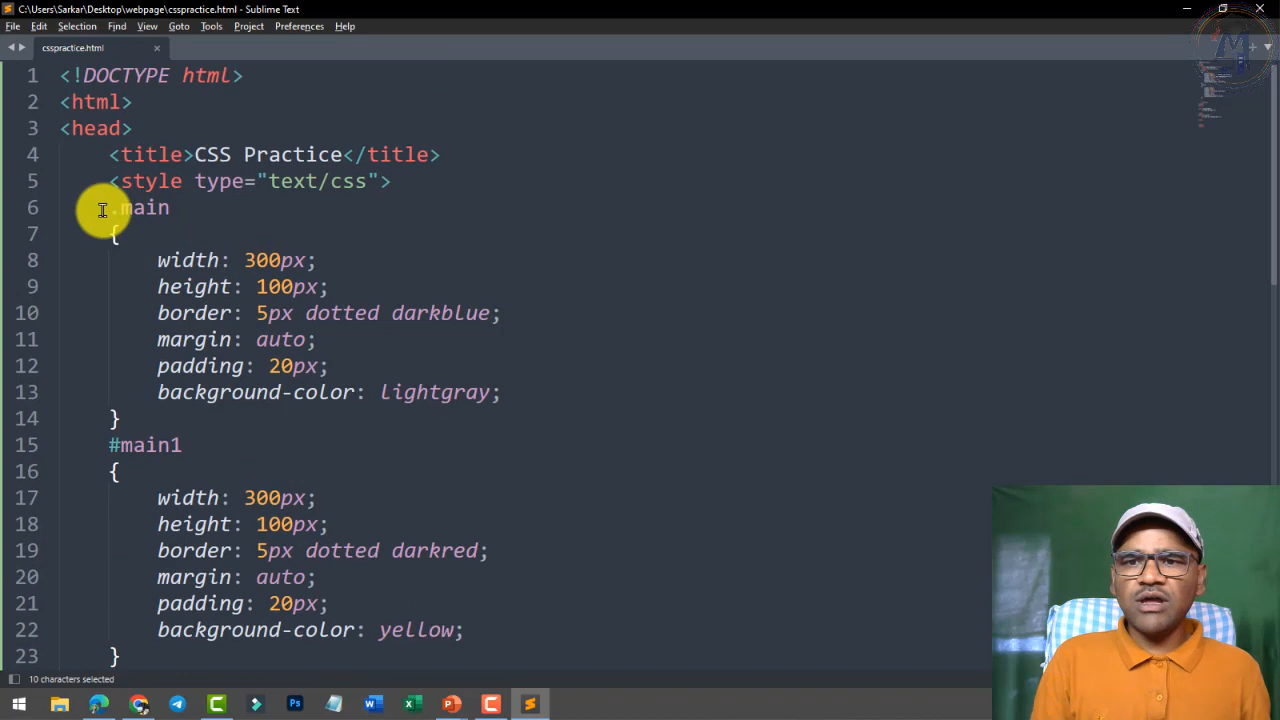 C:\Users\Sarkar\Desktop\webpage\csspractice.html - Sublime Text
File Edit Selection Find View Goto Tools Project Preferences Help
csspractice.html
1 <!DOCTYPE html>
2 <html>
3 <head>
4 <title>CSS Practice</title>
5 <style type="text/css">
6 .main
7 {
8 width: 300px;
9 height: 100px;
10 border: 5px dotted darkblue;
11 margin: auto;
12 padding: 20px;
13 background-color: lightgray;
14 }
15 #main1
16 {
17 width: 300px;
18 height: 100px;
19 border: 5px dotted darkred;
20 margin: auto;
21 padding: 20px;
22 background-color: yellow;
23 }
10 characters selected